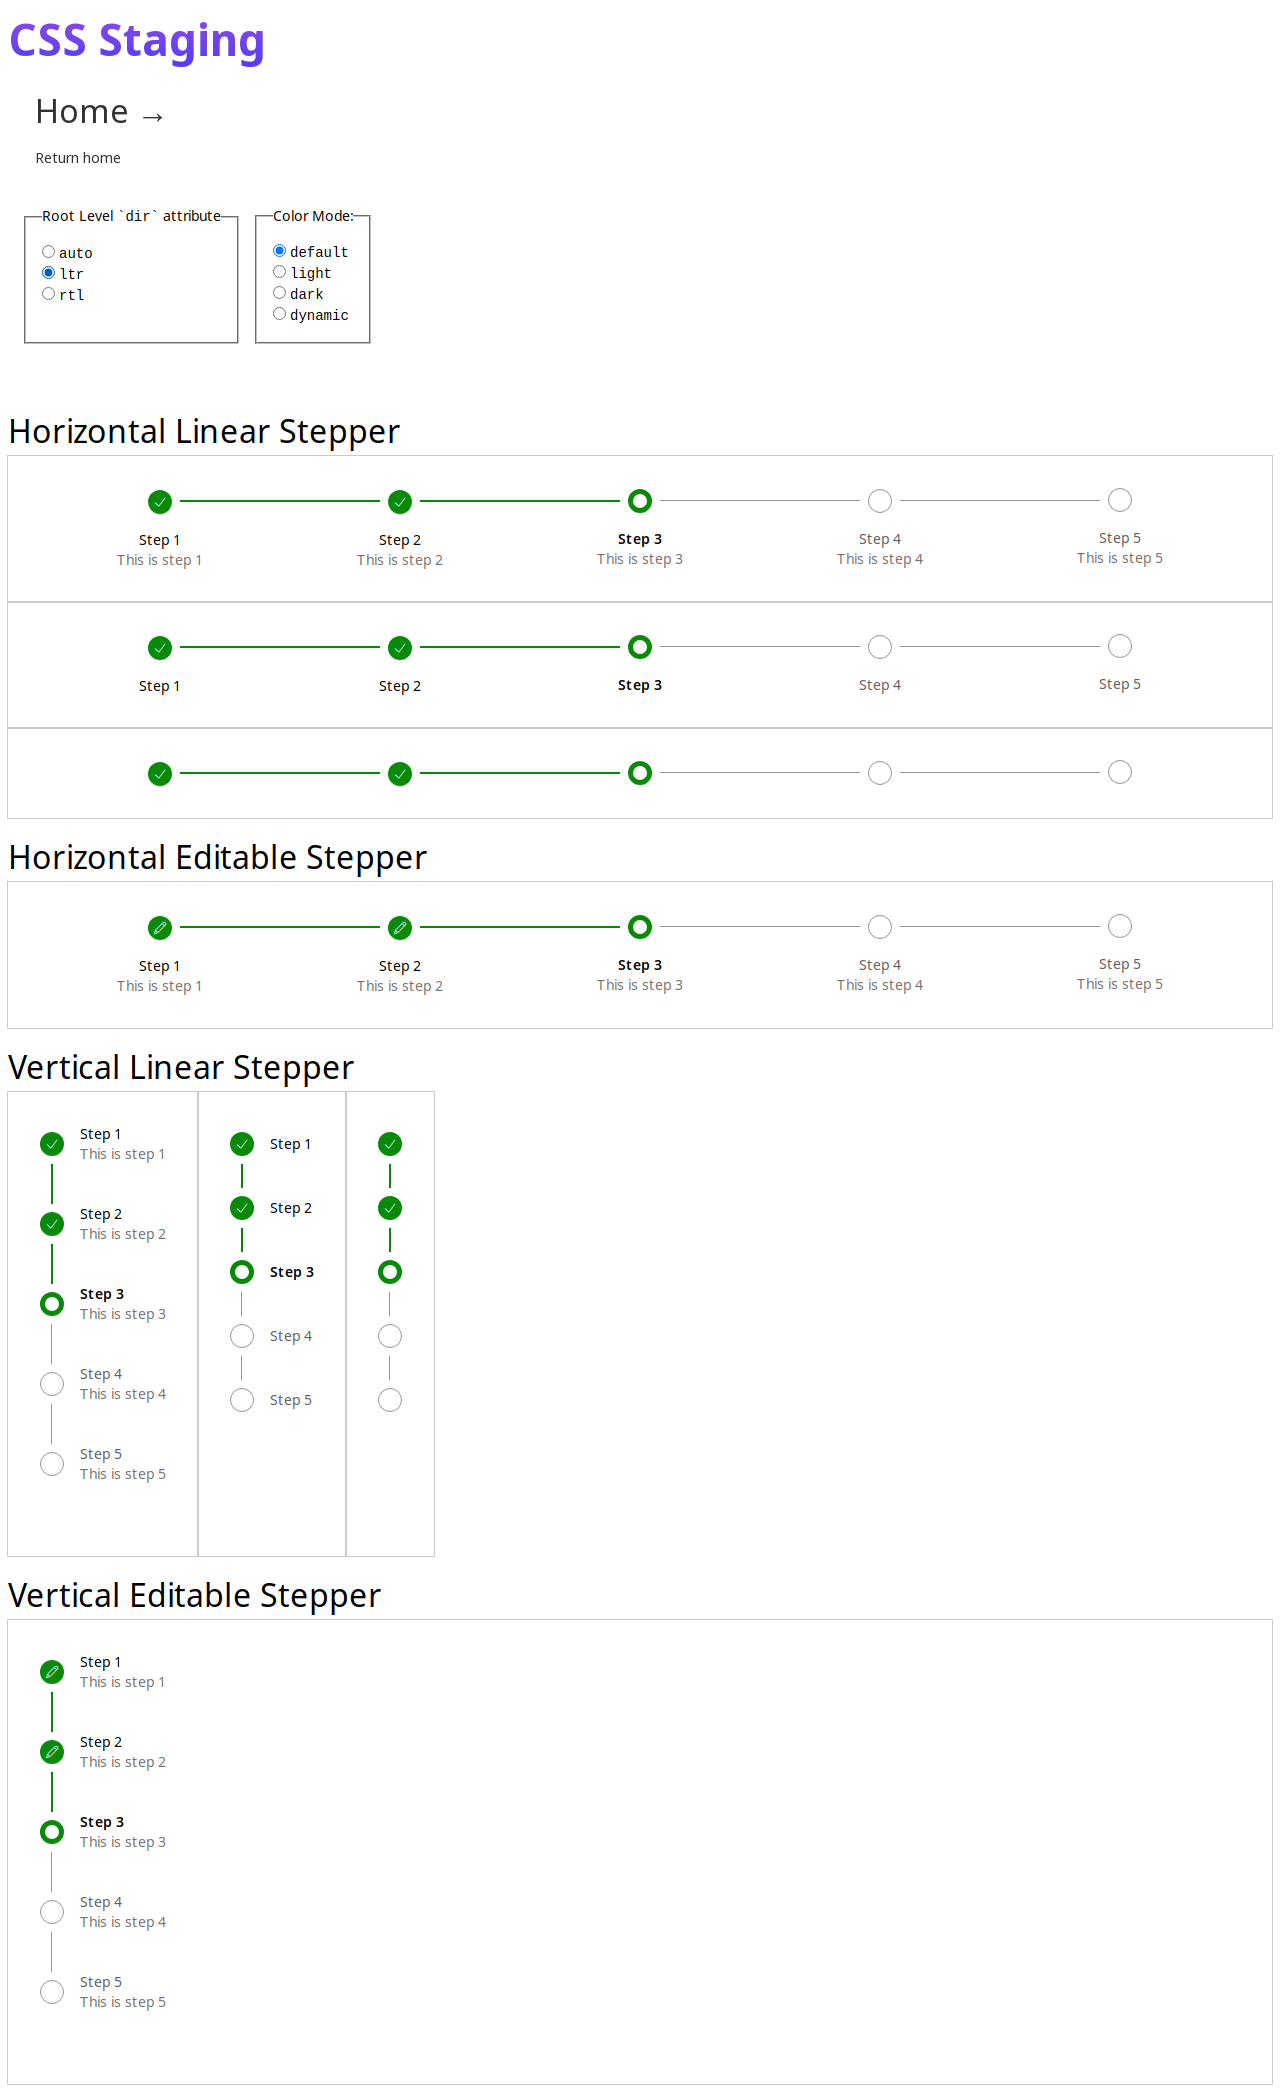 CSS Staging
Home →
Return home
Root Level `dir` attribute
auto
ltr
rtl
Color Mode:
default
light
dark
dynamic
Horizontal Linear Stepper
Step 1 Step 2 Step 3 Step 4 Step 5
This is step 1 This is step 2 This is step 3 This is step 4 This is step 5
Step 1 Step 2 Step 3 Step 4 Step 5
Horizontal Editable Stepper
Step 1 Step 2 Step 3 Step 4 Step 5
This is step 1 This is step 2 This is step 3 This is step 4 This is step 5
Vertical Linear Stepper
Step 1
This is step 1
Step 2
This is step 2
Step 3
This is step 3
Step 4
This is step 4
Step 5
This is step 5
Step 1
Step 2
Step 3
Step 4
Step 5
Vertical Editable Stepper
Step 1
This is step 1
Step 2
This is step 2
Step 3
This is step 3
Step 4
This is step 4
Step 5
This is step 5